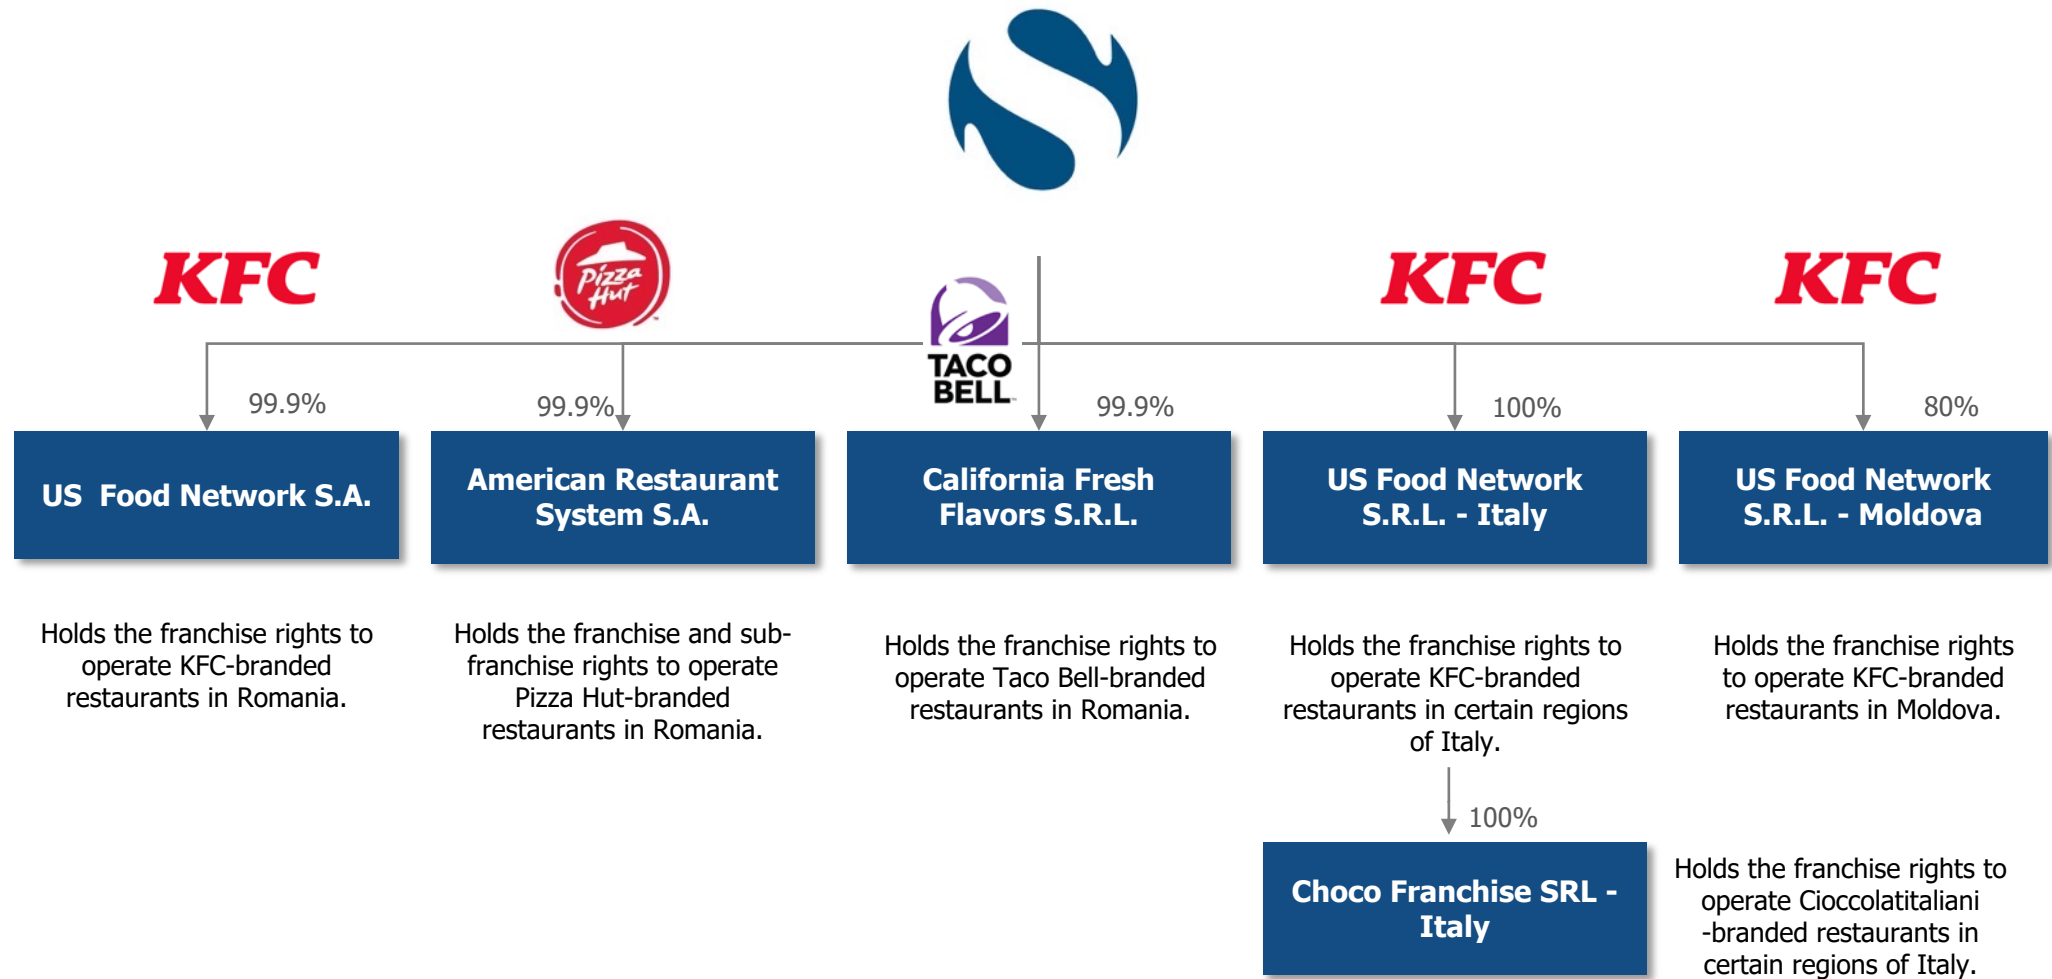 KFC
Pizza
Hut
TACO
BELL
KFC
KFC
99.9%
99.9%
99.9%
100%
80%
US Food Network S.A.
American Restaurant
System S.A.
California Fresh
Flavors S.R.L.
US Food Network
S.R.L. - Italy
US Food Network
S.R.L. - Moldova
Holds the franchise rights to
operate KFC-branded
restaurants in Romania.
Holds the franchise and sub-
franchise rights to operate
Pizza Hut-branded
restaurants in Romania.
Holds the franchise rights to
operate Taco Bell-branded
restaurants in Romania.
Holds the franchise rights to
operate KFC-branded
restaurants in certain regions
of Italy.
Holds the franchise rights
to operate KFC-branded
restaurants in Moldova.
100%
Choco Franchise SRL -
Italy
Holds the franchise rights to
operate Cioccolatitaliani
-branded restaurants in
certain regions of Italy.